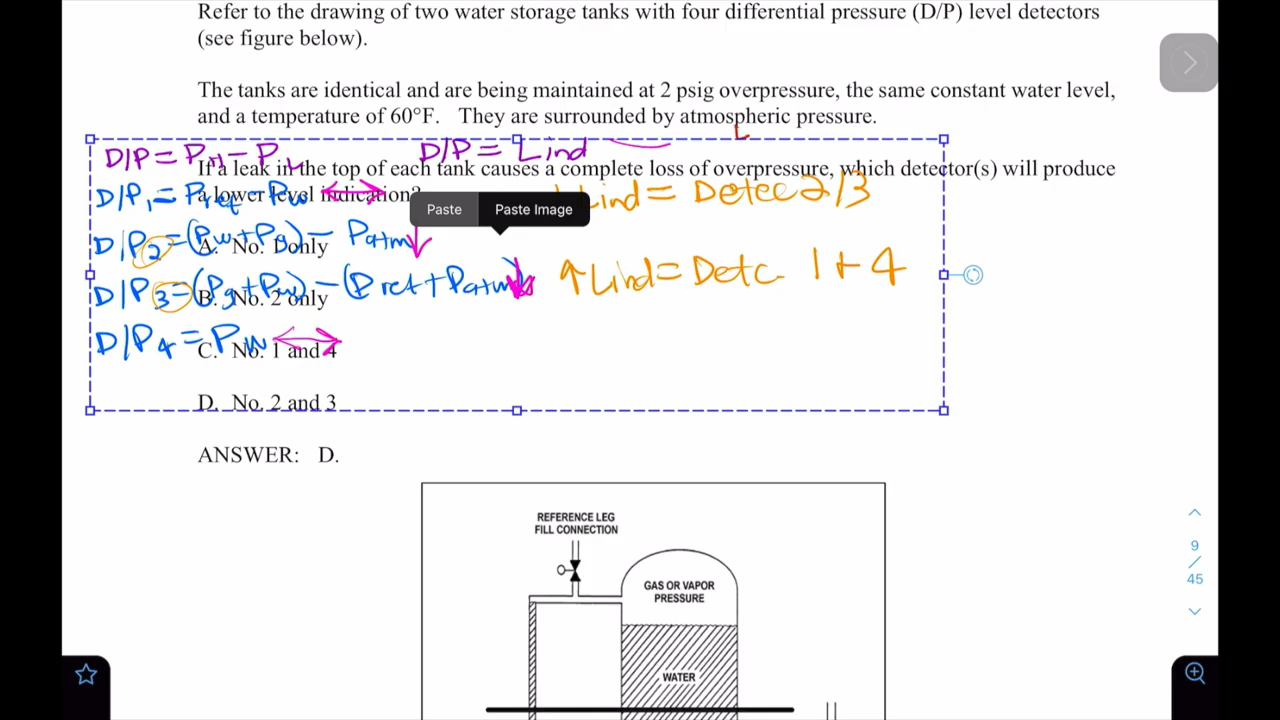 Refer to the drawing of two water storage tanks with four differential pressure (D/P) level detectors
(see figure below).
The tanks are identical and are being maintained at 2 psig overpressure, the same constant water level,
and a temperature of 60°F. They are surrounded by atmospheric pressure.
D/P = PH - PL
D/P = Lind
If a leak in the top of each tank causes a complete loss of overpressure, which detector(s) will produce
a lower level indication?
D/P1 = Pref - Pw
Lind = Detec 2/3
Paste
Paste Image
D/P2 = (Pw + Pg) - Patm ↓
A. No. 1 only
D/P3 = (Pg + Pw) - (Pref + Patm) ↓
↑ Lind = Detc. 1 + 4
B. No. 2 only
D/P4 = Pw
C. No. 1 and 4
D. No. 2 and 3
ANSWER: D.
REFERENCE LEG
FILL CONNECTION
GAS OR VAPOR
PRESSURE
WATER
9
/
45